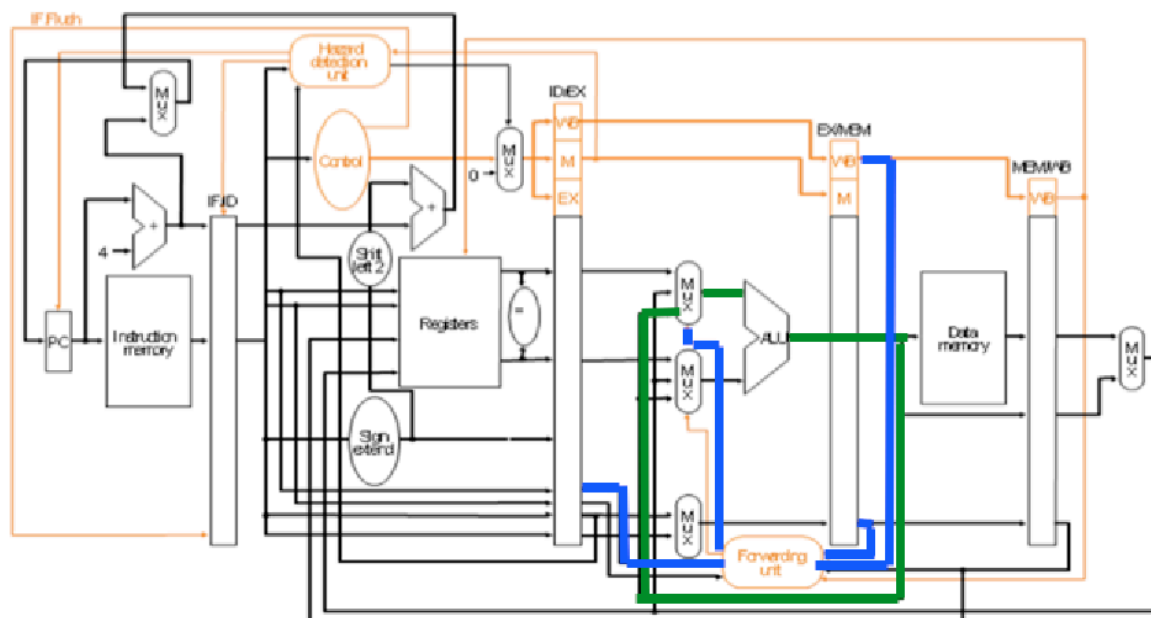 IF.Flush
Hazard
detection
unit
M
u
x
ID/EX
WB
EX/MEM
Control
M
u
x
0
M
WB
MEM/WB
EX
M
WB
IF/ID
+
+
4
Shift
left 2
M
u
x
Registers
=
PC
Instruction
memory
ALU
Data
memory
M
u
x
M
u
x
Sign
extend
M
u
x
Forwarding
unit